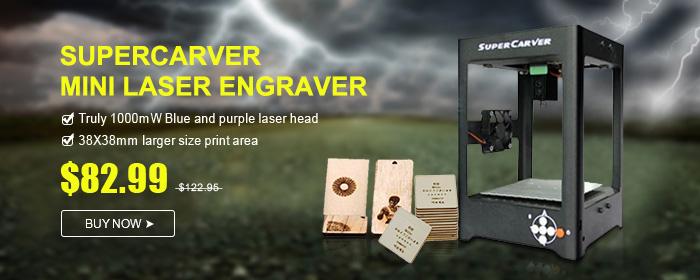 SUPERCARVER
MINI LASER ENGRAVER
Truly 1000mW Blue and purple laser head
38X38mm larger size print area
$82.99 $122.95
BUY NOW ➤
SUPERCARVER